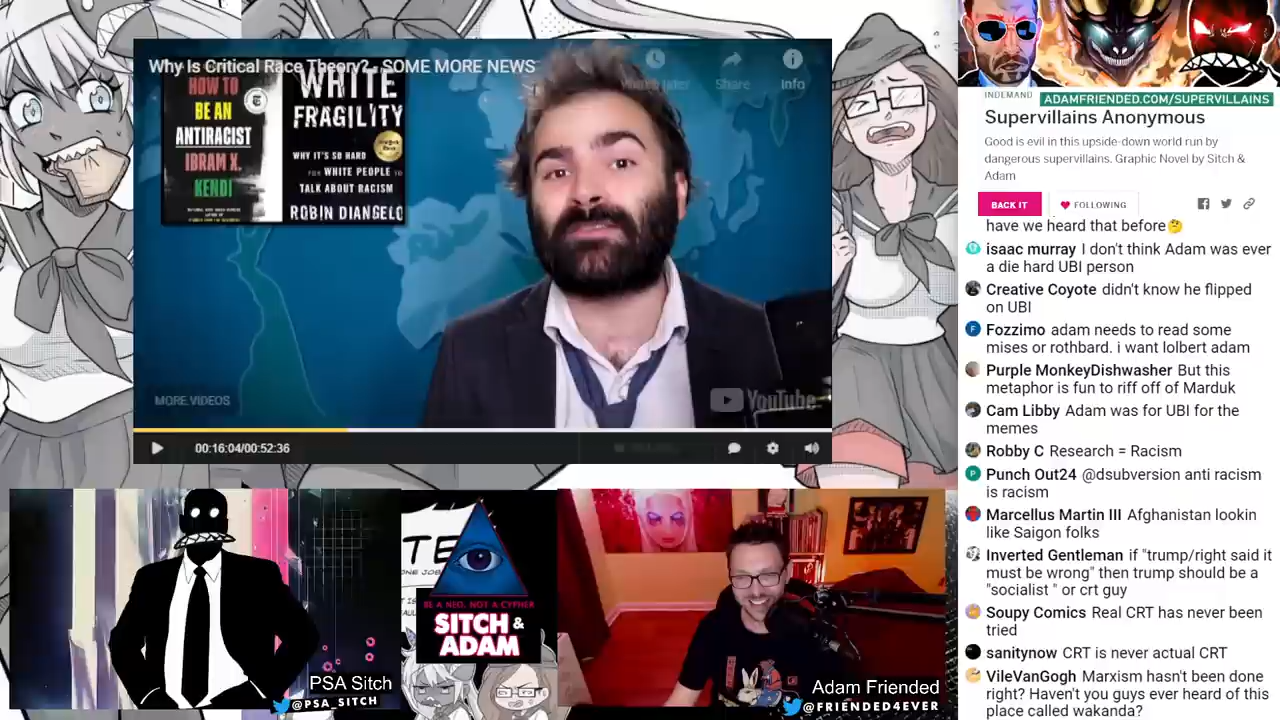 Why Is Critical Race Theory? - SOME MORE NEWS
Watch later
Share
Info
HOW TO
BE AN
ANTIRACIST
IBRAM X.
KENDI
WHITE
FRAGILITY
WHY IT'S SO HARD
FOR WHITE PEOPLE TO
TALK ABOUT RACISM
ROBIN DIANGELO
MORE VIDEOS
YouTube
00:16:04/00:52:36
BE A NEO, NOT A CYPHER
SITCH &
ADAM
PSA Sitch
@PSA_SITCH
Adam Friended
@FRIENDED4EVER
INDEMAND
ADAMFRIENDED.COM/SUPERVILLAINS
Supervillains Anonymous
Good is evil in this upside-down world run by
dangerous supervillains. Graphic Novel by Sitch &
Adam
BACK IT
FOLLOWING
have we heard that before🤔
isaac murray I don't think Adam was ever
a die hard UBI person
Creative Coyote didn't know he flipped
on UBI
Fozzimo adam needs to read some
mises or rothbard. i want lolbert adam
Purple MonkeyDishwasher But this
metaphor is fun to riff off of Marduk
Cam Libby Adam was for UBI for the
memes
Robby C Research = Racism
Punch Out24 @dsubversion anti racism
is racism
Marcellus Martin III Afghanistan lookin
like Saigon folks
Inverted Gentleman if "trump/right said it
must be wrong" then trump should be a
"socialist " or crt guy
Soupy Comics Real CRT has never been
tried
sanitynow CRT is never actual CRT
VileVanGogh Marxism hasn't been done
right? Haven't you guys ever heard of this
place called wakanda?